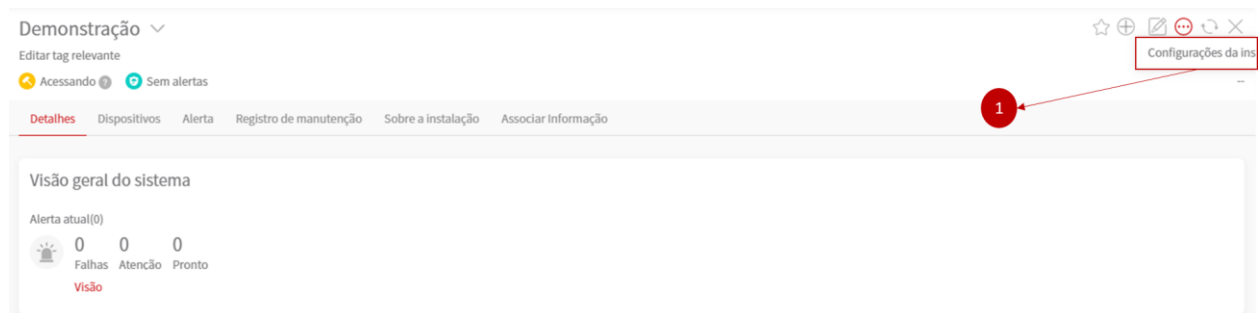 Demonstração
Editar tag relevante
Configurações da ins
Acessando ? Sem alertas
--
1
Detalhes Dispositivos Alerta Registro de manutenção Sobre a instalação Associar Informação
Visão geral do sistema
Alerta atual(0)
0 0 0
Falhas Atenção Pronto
Visão